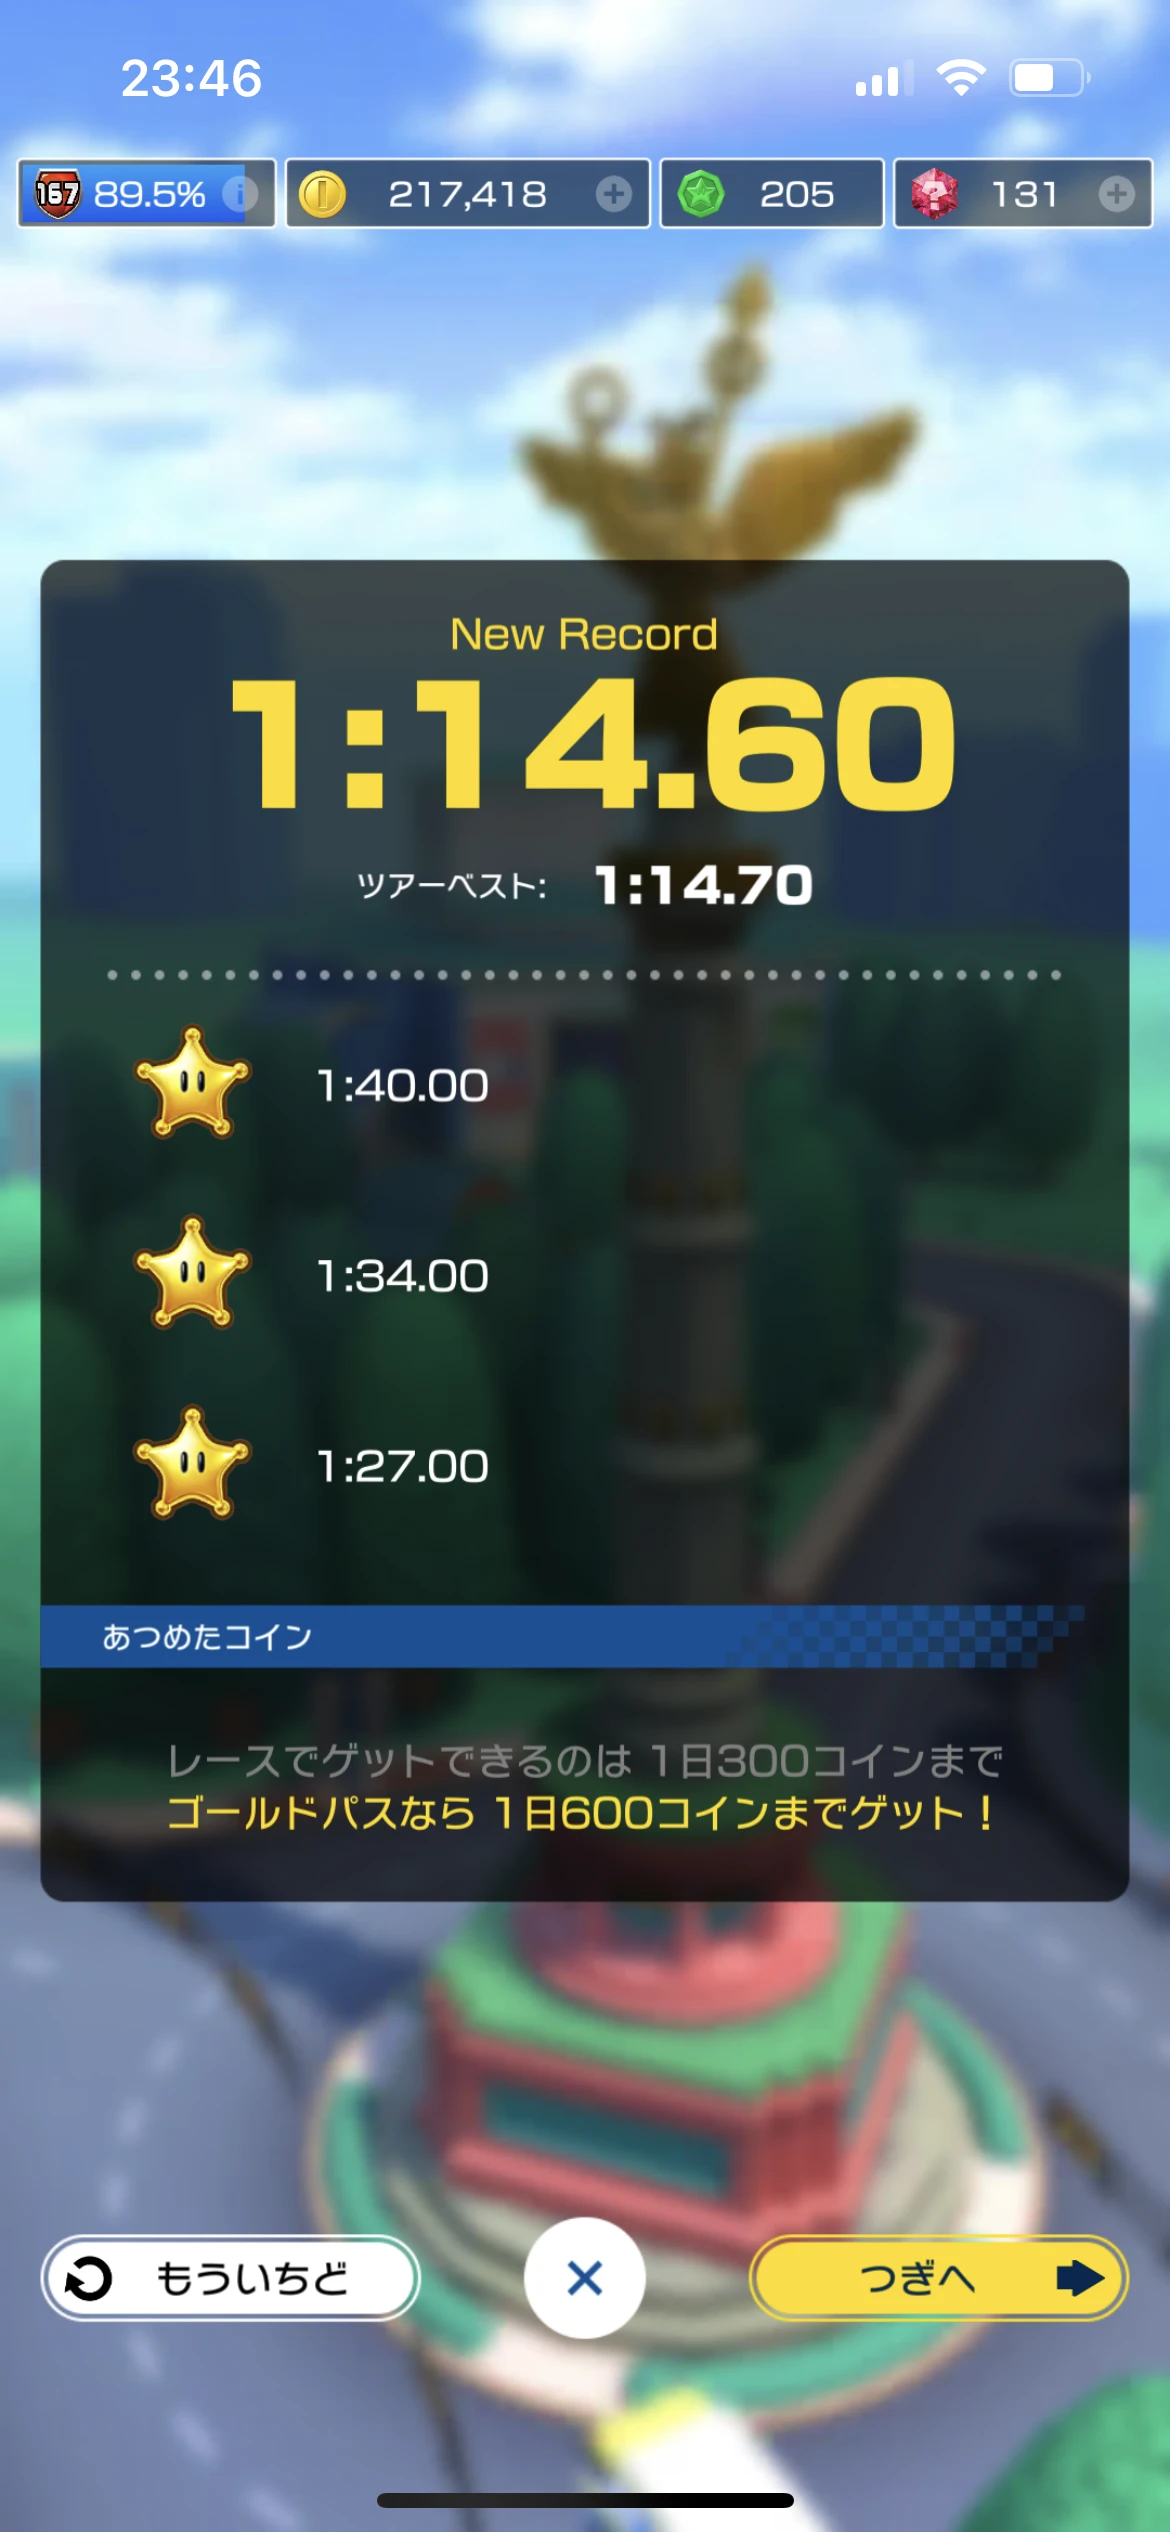 23:46
167 89.5% i 217,418 + 205 ? 131 +
New Record
1:14.60
ツアーベスト: 1:14.70
1:40.00
1:34.00
1:27.00
あつめたコイン
レースでゲットできるのは 1日300コインまで
ゴールドパスなら 1日600コインまでゲット！
もういちど × つぎへ